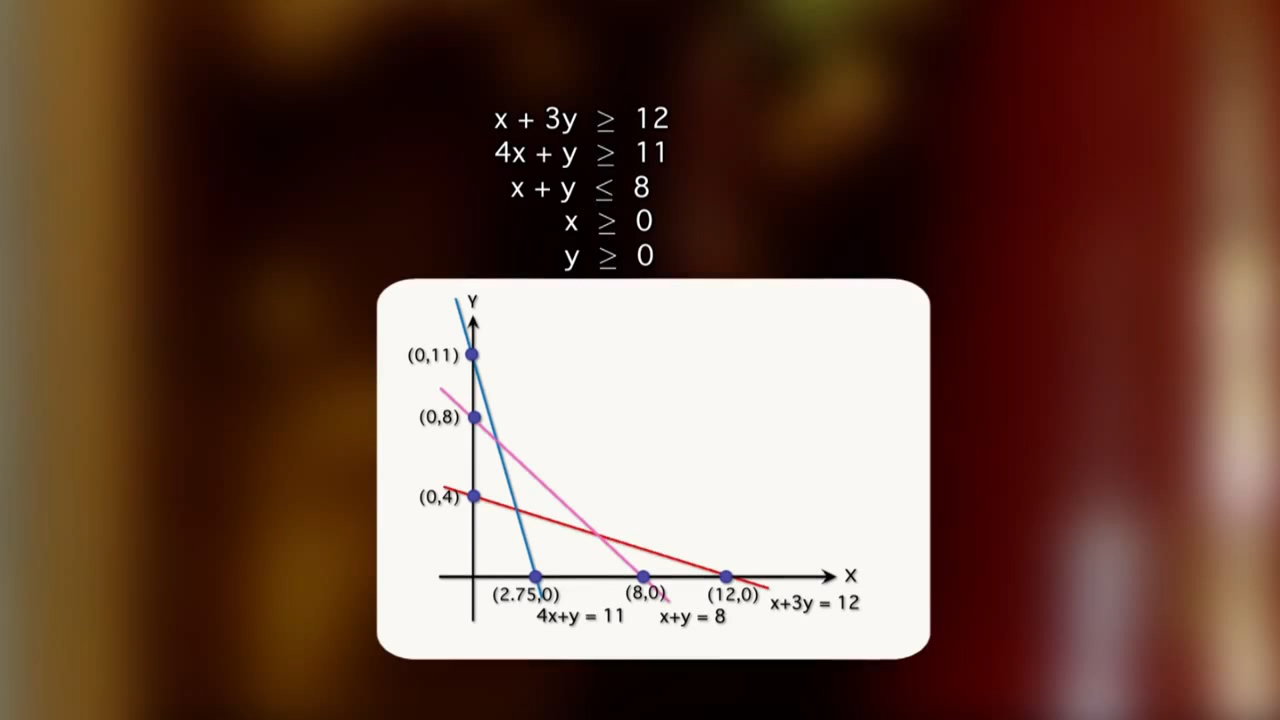 x + 3y ≥ 12
4x + y ≥ 11
x + y ≤ 8
x ≥ 0
y ≥ 0
Y
(0,11)
(0,8)
(0,4)
X
(2.75,0)
(8,0)
(12,0)
x+3y = 12
4x+y = 11
x+y = 8